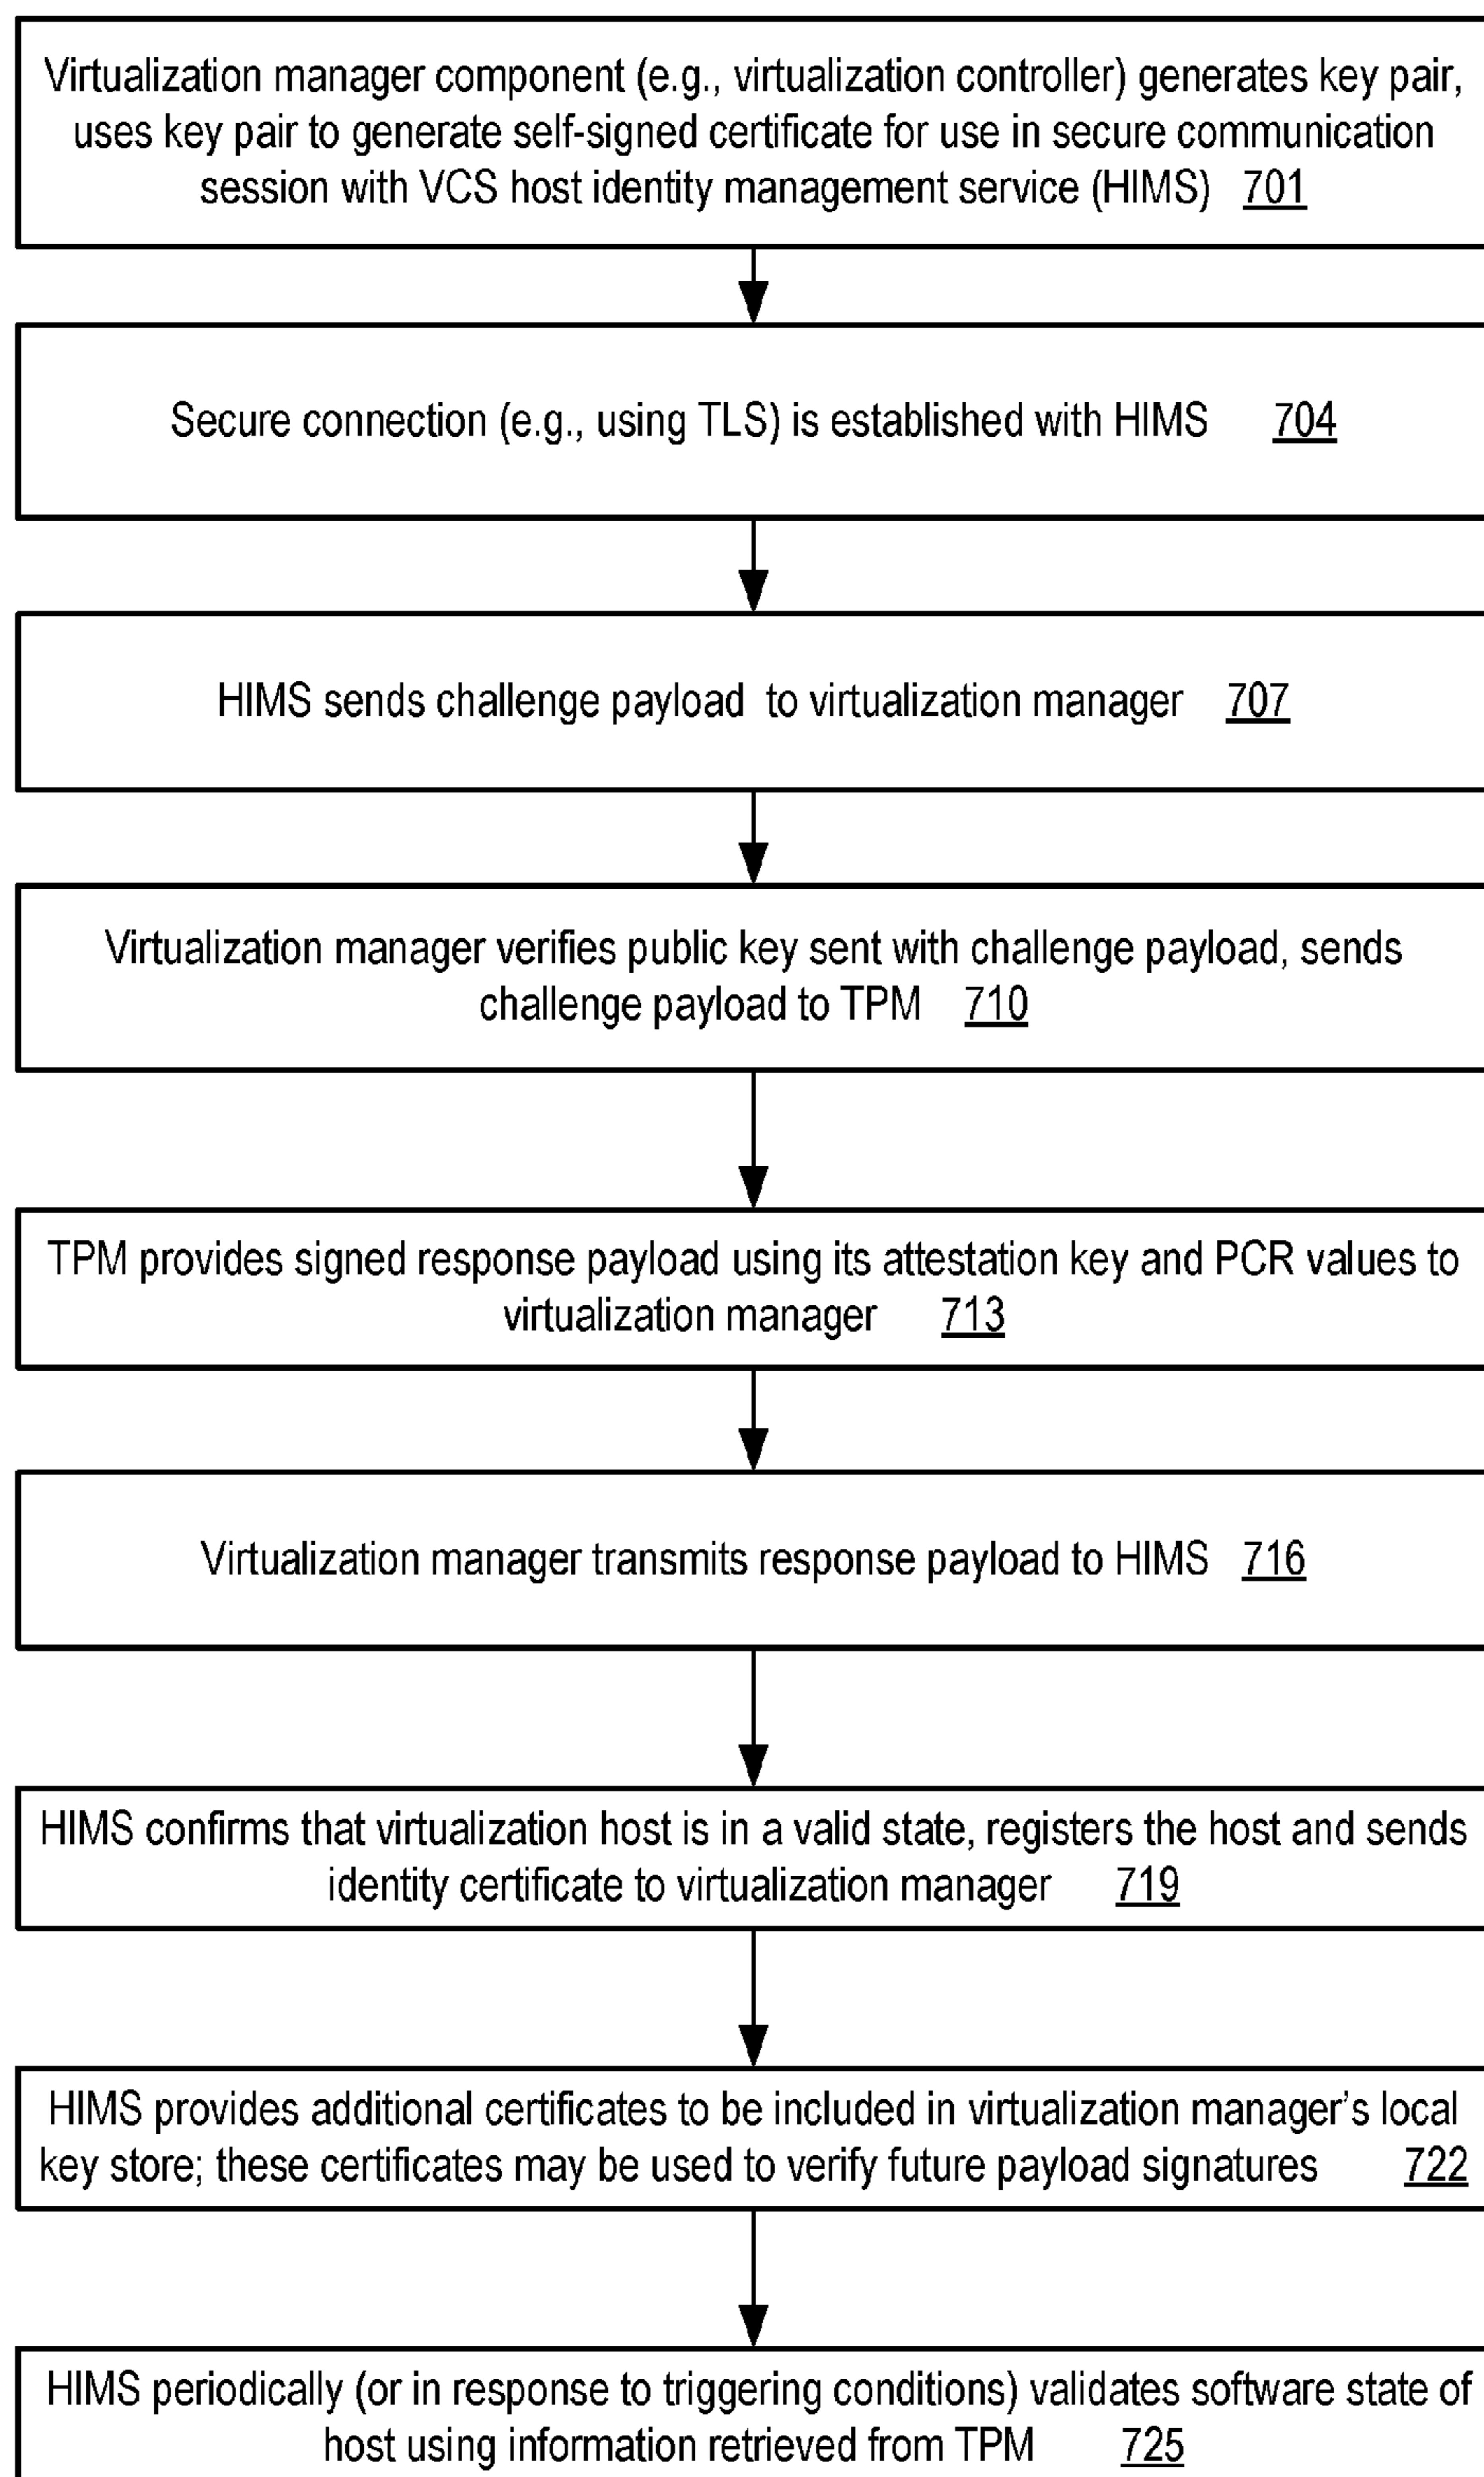 Virtualization manager component (e.g., virtualization controller) generates key pair,
uses key pair to generate self-signed certificate for use in secure communication
session with VCS host identity management service (HIMS) 701
Secure connection (e.g., using TLS) is established with HIMS 704
HIMS sends challenge payload to virtualization manager 707
Virtualization manager verifies public key sent with challenge payload, sends
challenge payload to TPM 710
TPM provides signed response payload using its attestation key and PCR values to
virtualization manager 713
Virtualization manager transmits response payload to HIMS 716
HIMS confirms that virtualization host is in a valid state, registers the host and sends
identity certificate to virtualization manager 719
HIMS provides additional certificates to be included in virtualization manager's local
key store; these certificates may be used to verify future payload signatures 722
HIMS periodically (or in response to triggering conditions) validates software state of
host using information retrieved from TPM 725